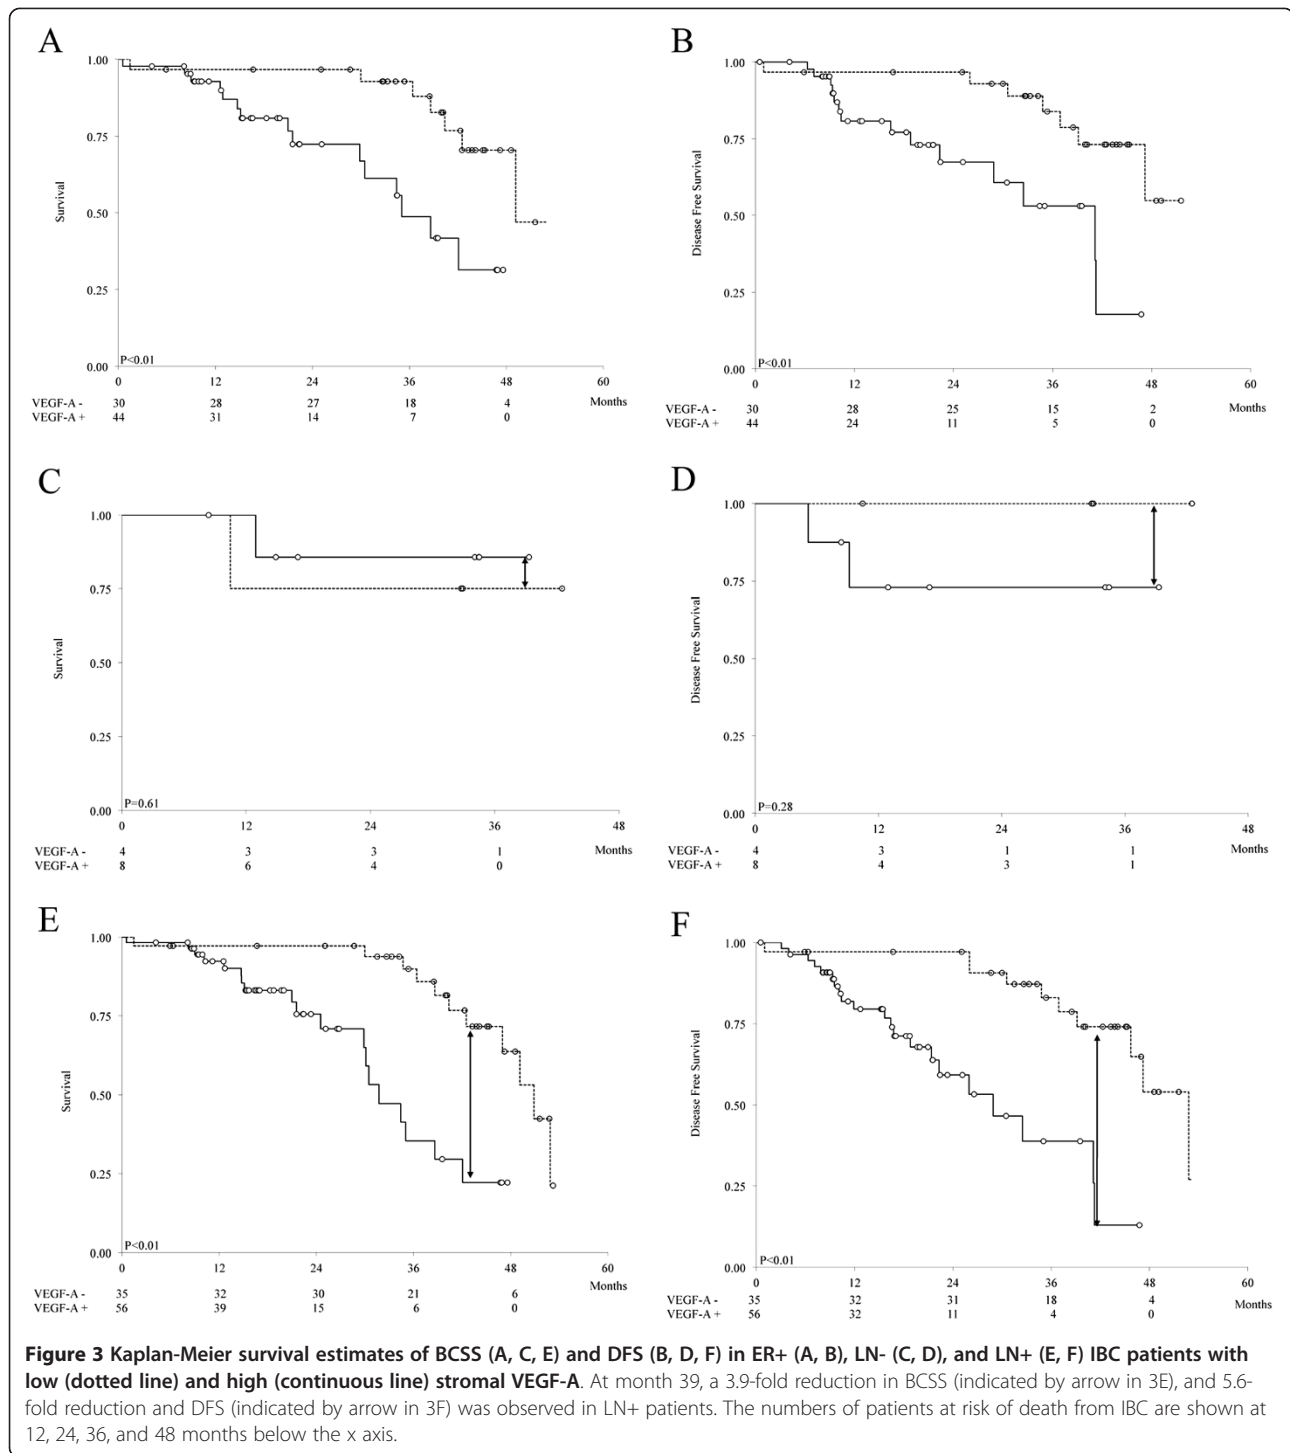 A
1.00
0.75
0.50
0.25
0.00
Survival
P<0.01
0 12 24 36 48 60
Months
VEGF-A - 30 28 27 18 4
VEGF-A + 44 31 14 7 0
B
1.00
0.75
0.50
0.25
0.00
Disease Free Survival
P<0.01
0 12 24 36 48 60
Months
VEGF-A - 30 28 25 15 2
VEGF-A + 44 24 11 5 0
C
1.00
0.75
0.50
0.25
0.00
Survival
P=0.61
0 12 24 36 48
VEGF-A - 4 3 3 1 Months
VEGF-A + 8 6 4 0
D
1.00
0.75
0.50
0.25
0.00
Disease Free Survival
P=0.28
12 24 36 48
VEGF-A - 4 3 1 1 Months
VEGF-A + 8 4 3 1
E
1.00
0.75
0.50
0.25
0.00
Survival
P<0.01
0 12 24 36 48 60
Months
VEGF-A - 35 32 30 21 6
VEGF-A + 56 39 15 6 0
F
1.00
0.75
0.50
0.25
0.00
Disease Free Survival
P<0.01
0 12 24 36 48 60
VEGF-A - 35 32 31 18 4 Months
VEGF-A + 56 32 11 4 0
Figure 3 Kaplan-Meier survival estimates of BCSS (A, C, E) and DFS (B, D, F) in ER+ (A, B), LN- (C, D), and LN+ (E, F) IBC patients with
low (dotted line) and high (continuous line) stromal VEGF-A. At month 39, a 3.9-fold reduction in BCSS (indicated by arrow in 3E), and 5.6-
fold reduction and DFS (indicated by arrow in 3F) was observed in LN+ patients. The numbers of patients at risk of death from IBC are shown at
12, 24, 36, and 48 months below the x axis.